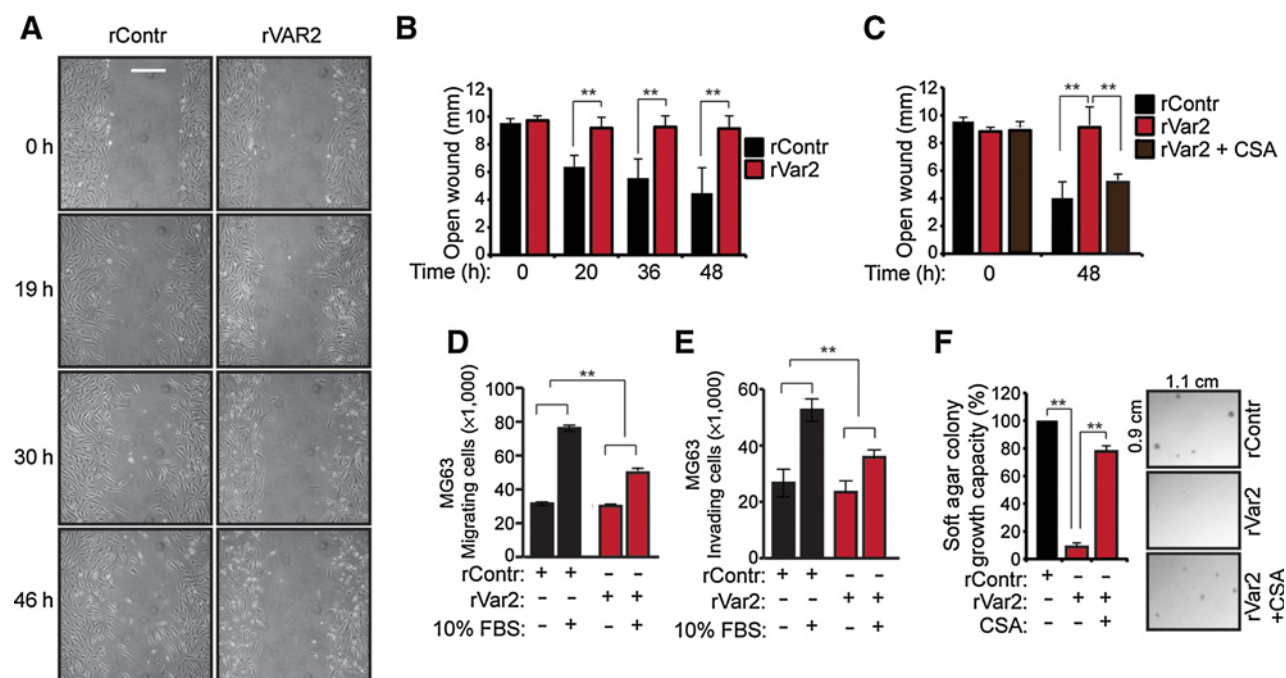 A
rContr rVAR2
0 h
19 h
30 h
46 h
B
Open wound (mm)
12
10
8
6
4
2
0
** ** **
rContr
rVar2
Time (h): 0 20 36 48
C
Open wound (mm)
12
10
8
6
4
2
0
** **
rContr
rVar2
rVar2 + CSA
Time (h): 0 48
D
MG63
Migrating cells (×1,000)
100
80
60
40
20
0
**
rContr: + + – –
rVar2: – – + +
10% FBS: – + – +
E
MG63
Invading cells (×1,000)
60
40
20
0
**
rContr: + + – –
rVar2: – – + +
10% FBS: – + – +
F
Soft agar colony
growth capacity (%)
120
100
80
60
40
20
0
** **
rContr: + – –
rVar2: – + +
CSA: – – +
1.1 cm
0.9 cm
rContr
rVar2
rVar2
+CSA